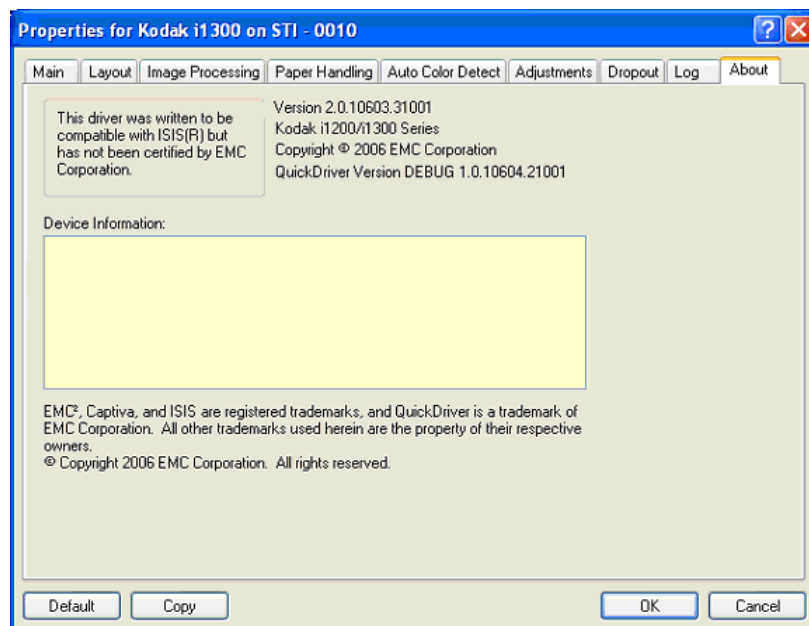 Properties for Kodak i1300 on STI - 0010
Main
Layout
Image Processing
Paper Handling
Auto Color Detect
Adjustments
Dropout
Log
About
This driver was written to be
compatible with ISIS(R) but
has not been certified by EMC
Corporation.
Version 2.0.10603.31001
Kodak i1200/i1300 Series
Copyright © 2006 EMC Corporation
QuickDriver Version DEBUG 1.0.10604.21001
Device Information:
EMC², Captiva, and ISIS are registered trademarks, and QuickDriver is a trademark of
EMC Corporation.  All other trademarks used herein are the property of their respective
owners.
© Copyright 2006 EMC Corporation.  All rights reserved.
Default
Copy
OK
Cancel